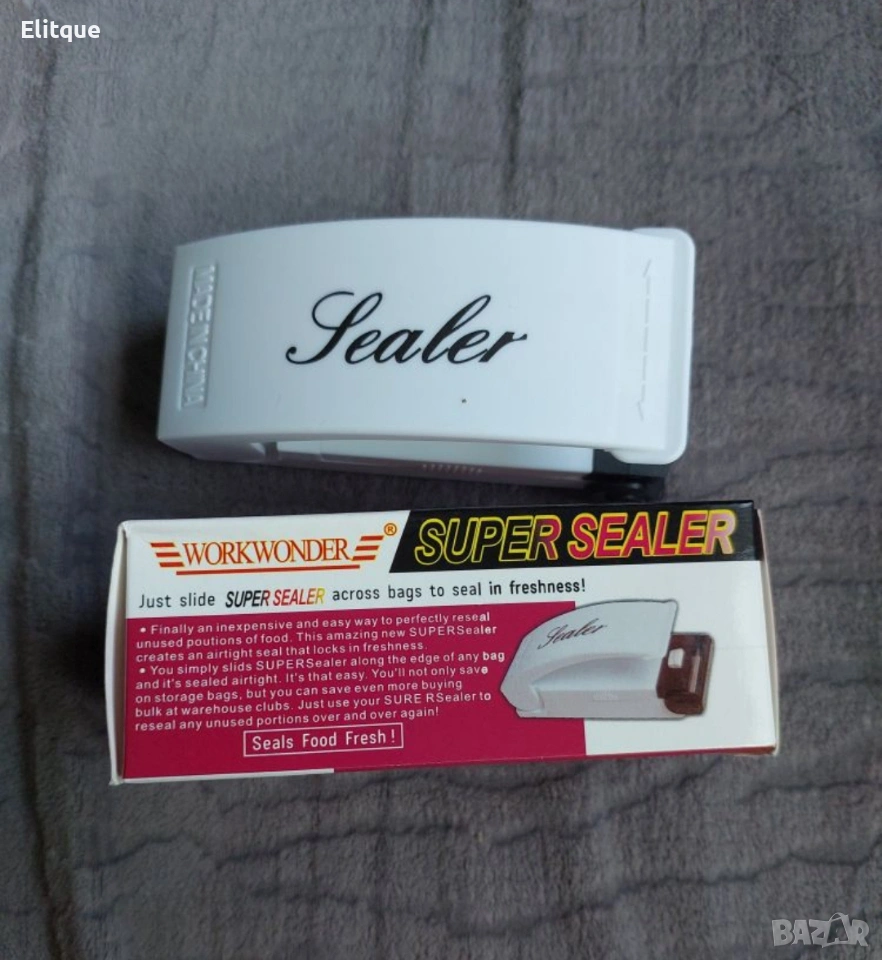 Elitque
MADE IN CHINA
Sealer
WORKWONDER ®
SUPER SEALER
Just slide SUPER SEALER across bags to seal in freshness!
• Finally an inexpensive and easy way to perfectly reseal
unused poutions of food. This amazing new SUPERSealer
creates an airtight seal that locks in freshness.
• You simply slids SUPERSealer along the edge of any bag
and it's sealed airtight. It's that easy. You'll not only save
on storage bags, but you can save even more buying
bulk at warehouse clubs. Just use your SURE RSealer to
reseal any unused portions over and over again!
Seals Food Fresh!
Sealer
BAZAR